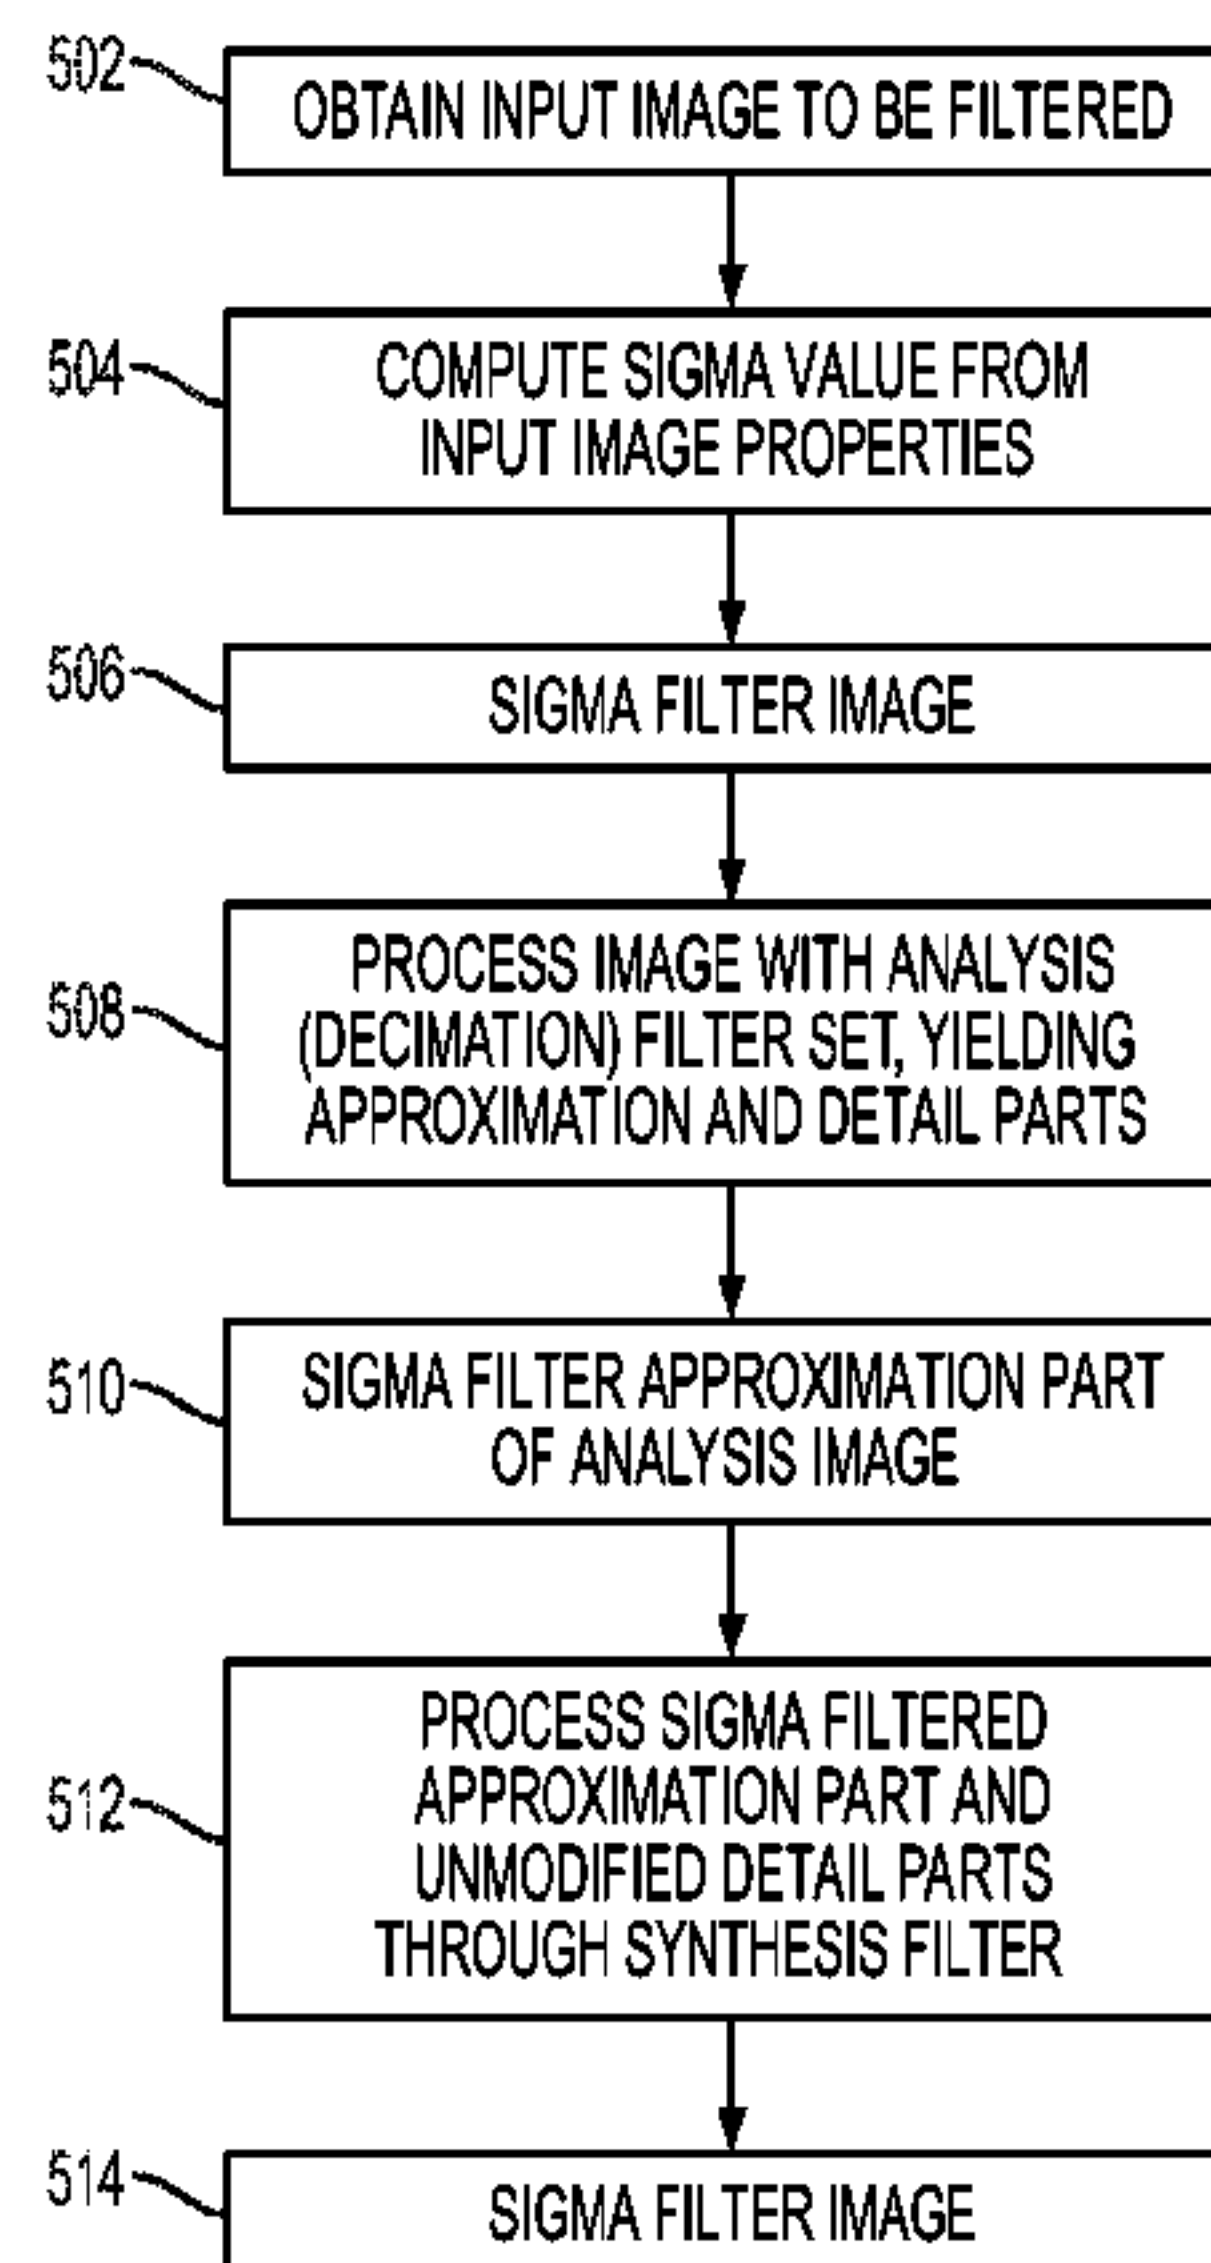 502
OBTAIN INPUT IMAGE TO BE FILTERED
504
COMPUTE SIGMA VALUE FROM
INPUT IMAGE PROPERTIES
506
SIGMA FILTER IMAGE
508
PROCESS IMAGE WITH ANALYSIS
(DECIMATION) FILTER SET, YIELDING
APPROXIMATION AND DETAIL PARTS
510
SIGMA FILTER APPROXIMATION PART
OF ANALYSIS IMAGE
512
PROCESS SIGMA FILTERED
APPROXIMATION PART AND
UNMODIFIED DETAIL PARTS
THROUGH SYNTHESIS FILTER
514
SIGMA FILTER IMAGE